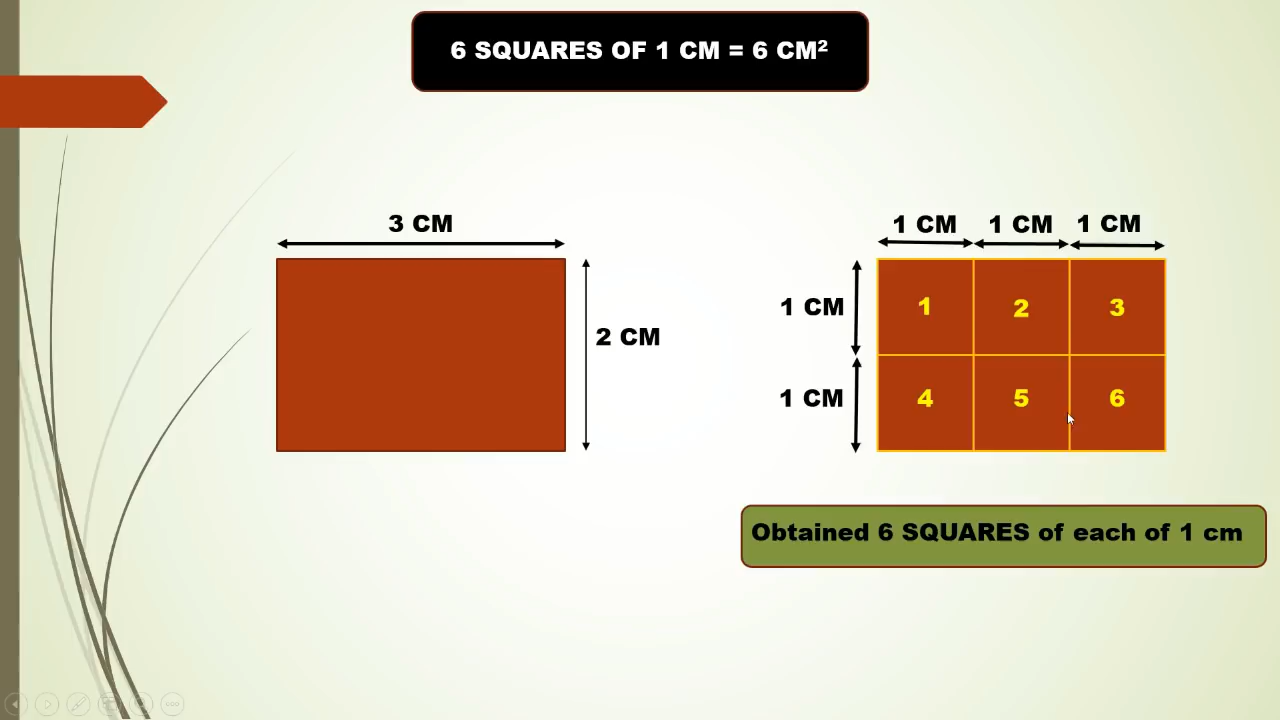 6 SQUARES OF 1 CM = 6 CM²
3 CM
2 CM
1 CM 1 CM 1 CM
1 CM
1 2 3
1 CM
4 5 6
Obtained 6 SQUARES of each of 1 cm